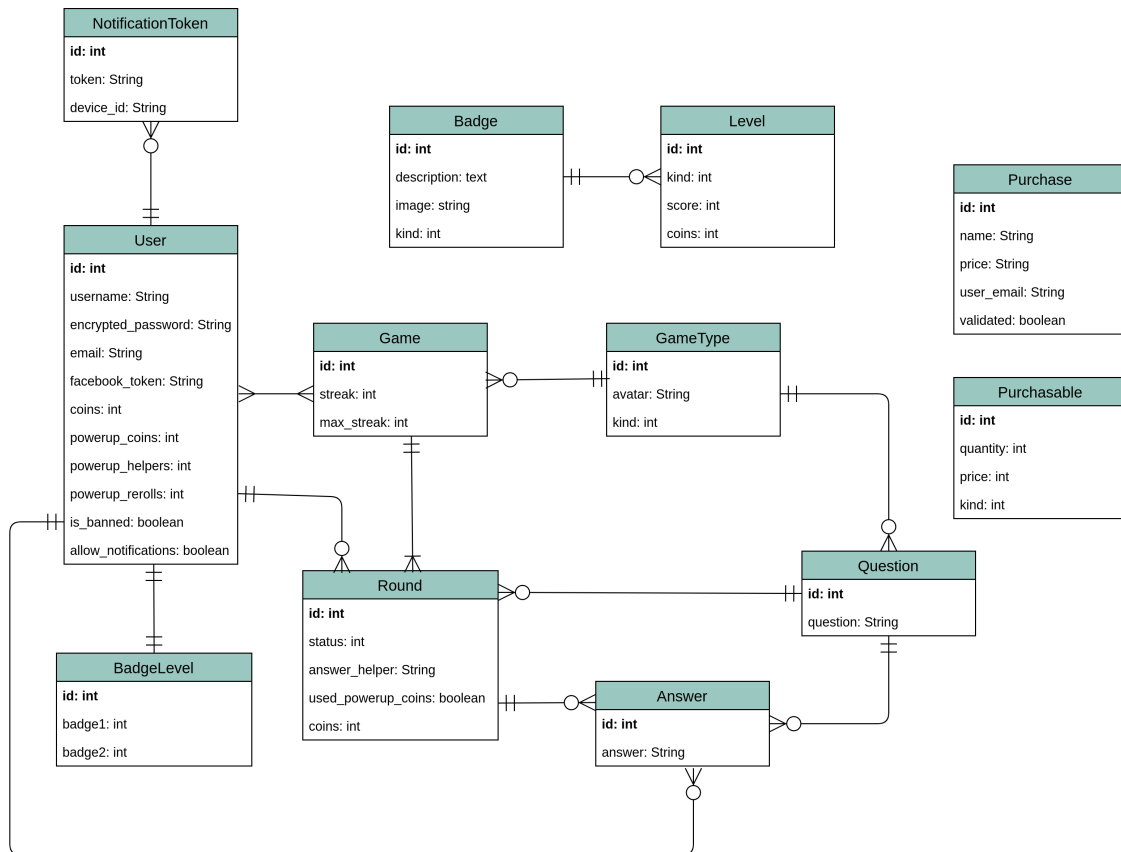 NotificationToken
id: int
token: String
device_id: String
Badge
id: int
description: text
image: string
kind: int
Level
id: int
kind: int
score: int
coins: int
Purchase
id: int
name: String
price: String
user_email: String
validated: boolean
User
id: int
username: String
encrypted_password: String
email: String
facebook_token: String
coins: int
powerup_coins: int
powerup_helpers: int
powerup_rerolls: int
is_banned: boolean
allow_notifications: boolean
Game
id: int
streak: int
max_streak: int
GameType
id: int
avatar: String
kind: int
Purchasable
id: int
quantity: int
price: int
kind: int
Question
id: int
question: String
Round
id: int
status: int
answer_helper: String
used_powerup_coins: boolean
coins: int
BadgeLevel
id: int
badge1: int
badge2: int
Answer
id: int
answer: String